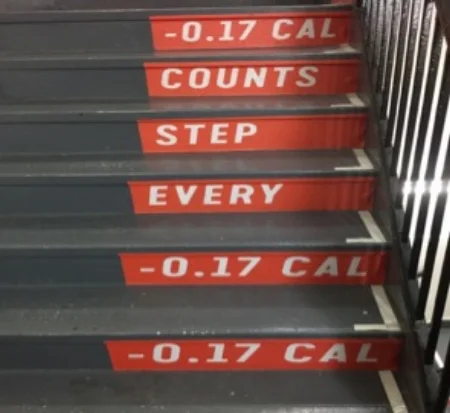 -0.17 CAL
COUNTS
STEP
EVERY
-0.17 CAL
-0.17 CAL